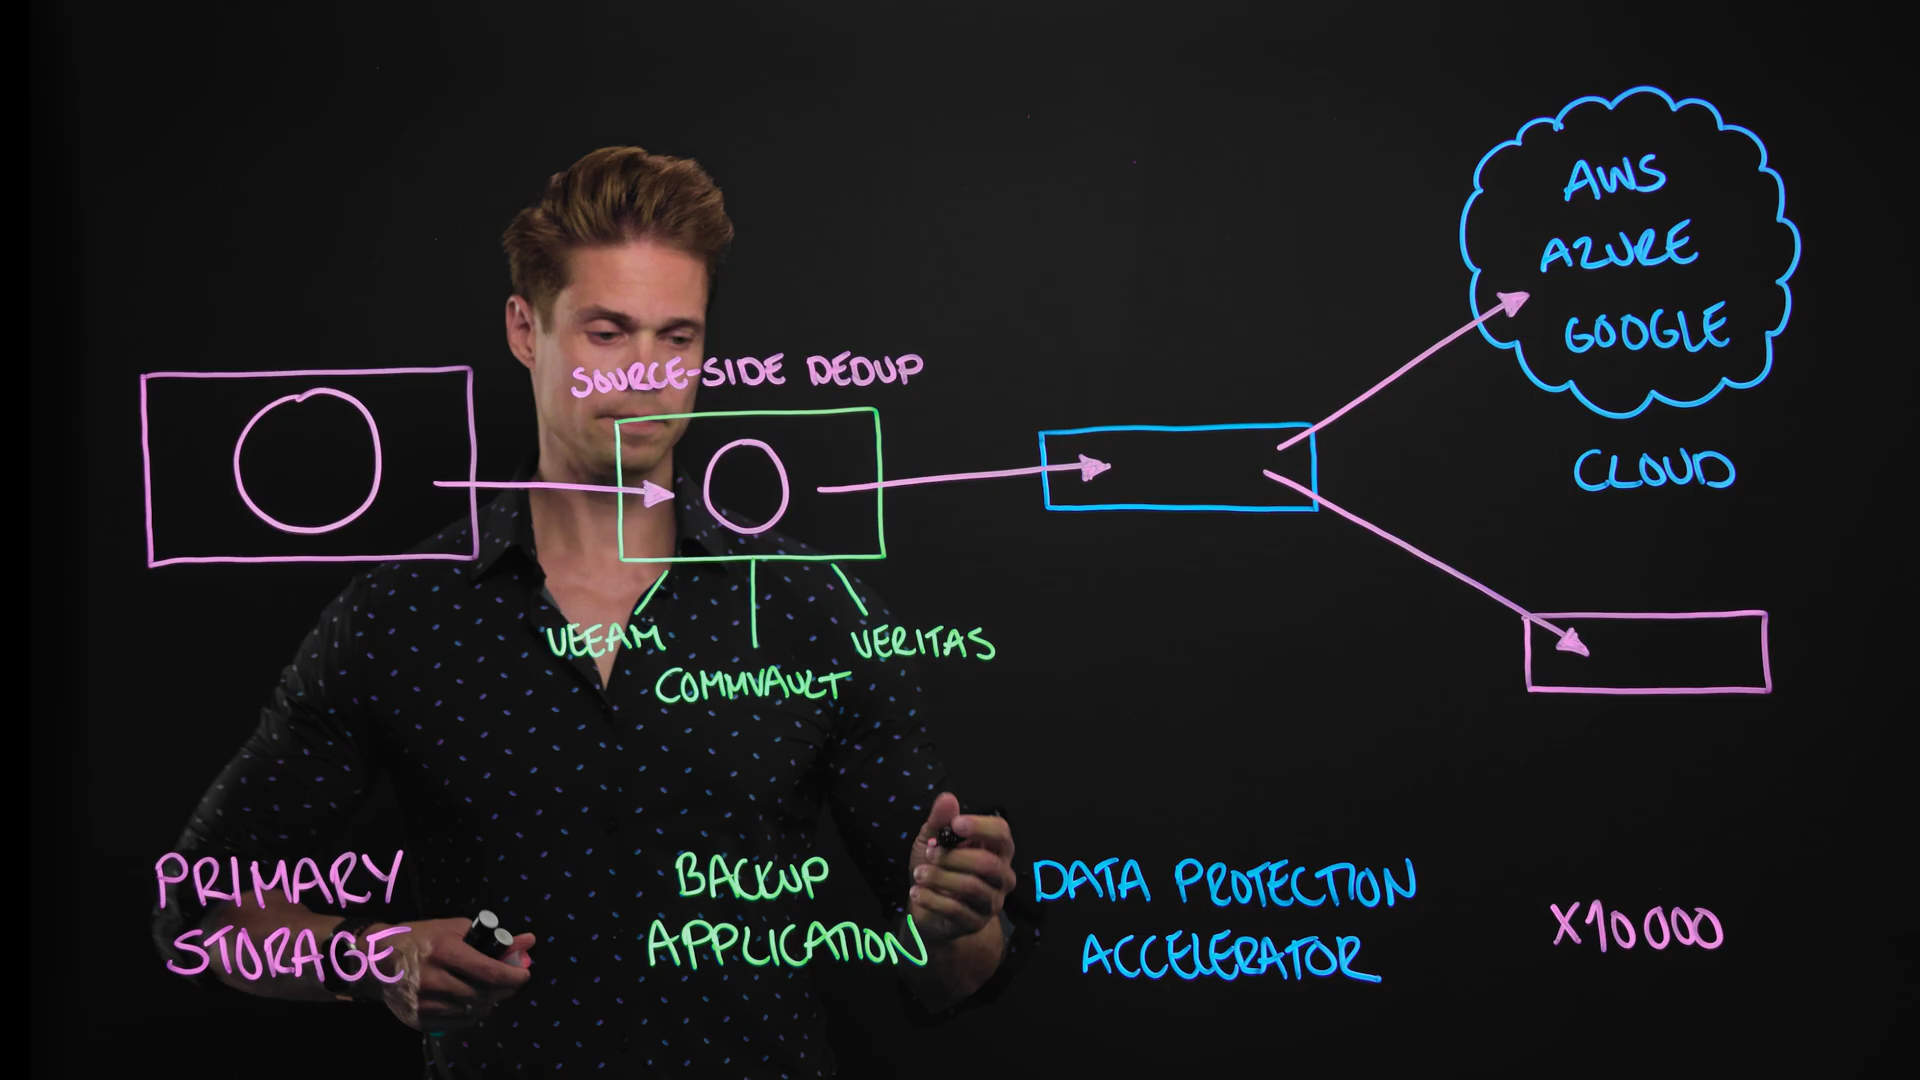 AWS
AZURE
GOOGLE
CLOUD
SOURCE-SIDE DEDUP
VEEAM
COMMVAULT
VERITAS
PRIMARY
STORAGE
BACKUP
APPLICATION
DATA PROTECTION
ACCELERATOR
X10000